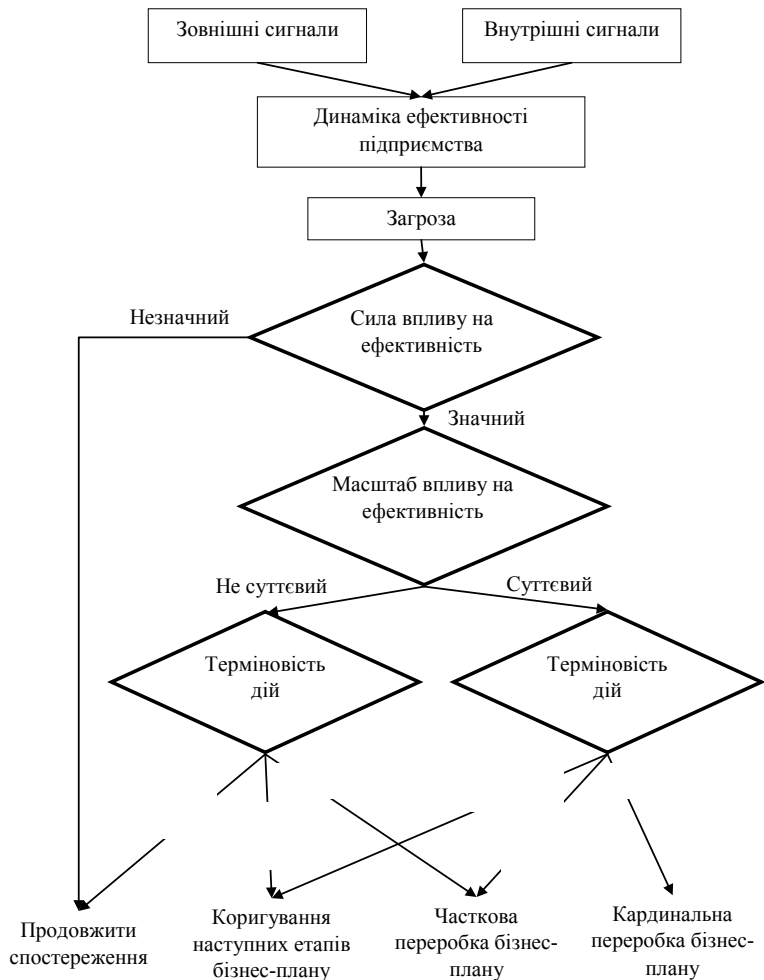 Зовнішні сигнали
Внутрішні сигнали
Динаміка ефективності
підприємства
Загроза
Незначний
Сила впливу на
ефективність
Значний
Масштаб впливу на
ефективність
Не суттєвий
Суттєвий
Терміновість
дій
Терміновість
дій
Продовжити
спостереження
Коригування
наступних етапів
бізнес-плану
Часткова
переробка бізнес-
плану
Кардинальна
переробка бізнес-
плану